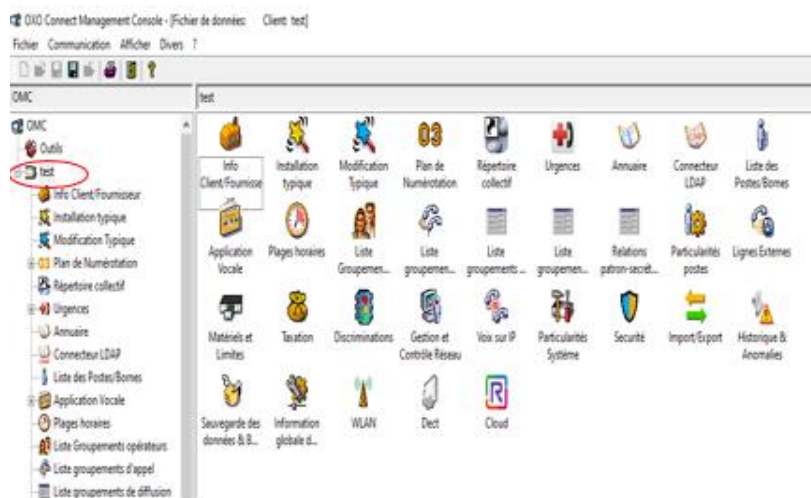 OXO Connect Management Console - [Fichier de données: Client: test]
Fichier Communication Afficher Divers ?
OMC
test
OMC
Outils
test
Info Client/Fournisseur
Installation typique
Modification Typique
03 Plan de Numérotation
Répertoire collectif
Urgences
Annuaire
Connecteur LDAP
Liste des Postes/Bornes
Application Vocale
Plages horaires
Liste Groupements opérateurs
Liste groupements d'appel
Liste groupements de diffusion
03
Info Client/Fournisse
Installation typique
Modification Typique
Plan de Numérotation
Répertoire collectif
Urgences
Annuaire
Connecteur LDAP
Liste des Postes/Bornes
Application Vocale
Plages horaires
Liste Groupemen...
Liste groupemen...
Liste groupements ...
Liste groupemen...
Relations patron-secrét...
Particularités postes
Lignes Externes
Matériels et Limites
Taxation
Discriminations
Gestion et Contrôle Réseau
Voix sur IP
Particularités Système
Securité
Import/Export
Historique & Anomalies
R
Sauvegarde des données & B...
Information globale d...
WLAN
Dect
Cloud